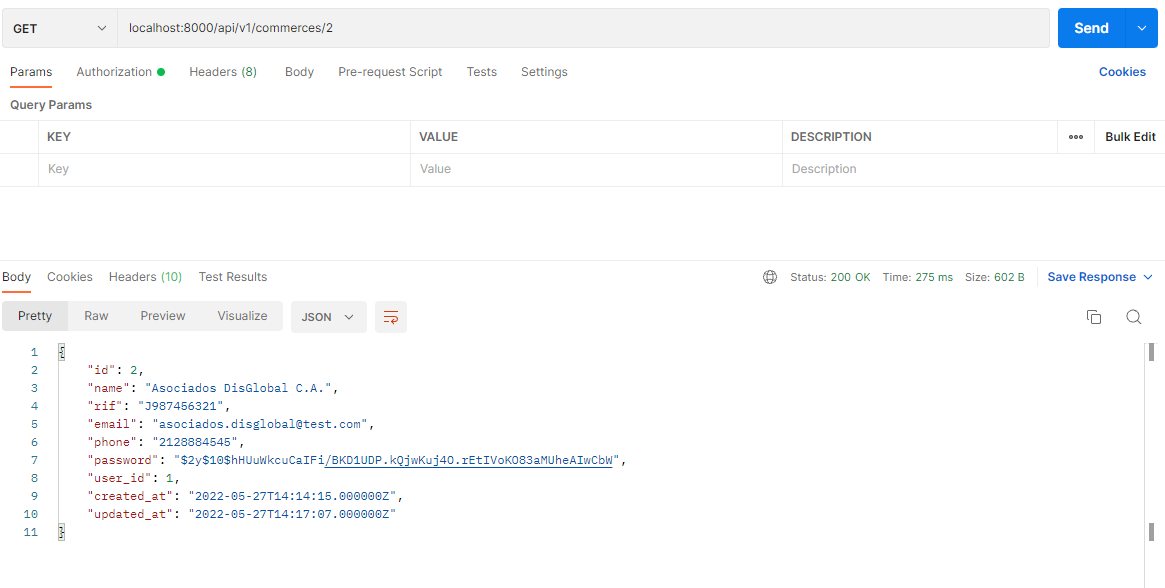 GET localhost:8000/api/v1/commerces/2 Send
Params Authorization Headers (8) Body Pre-request Script Tests Settings Cookies
Query Params
KEY VALUE DESCRIPTION ooo Bulk Edit
Key Value Description
Body Cookies Headers (10) Test Results Status: 200 OK Time: 275 ms Size: 602 B Save Response
Pretty Raw Preview Visualize JSON
1 {
2 "id": 2,
3 "name": "Asociados DisGlobal C.A.",
4 "rif": "J987456321",
5 "email": "asociados.disglobal@test.com",
6 "phone": "2128884545",
7 "password": "$2y$10$hHUuWkcuCaIFi/BKD1UDP.kQjwKuj4O.rEtIVoKO83aMUheAIwCbW",
8 "user_id": 1,
9 "created_at": "2022-05-27T14:14:15.000000Z",
10 "updated_at": "2022-05-27T14:17:07.000000Z"
11 }